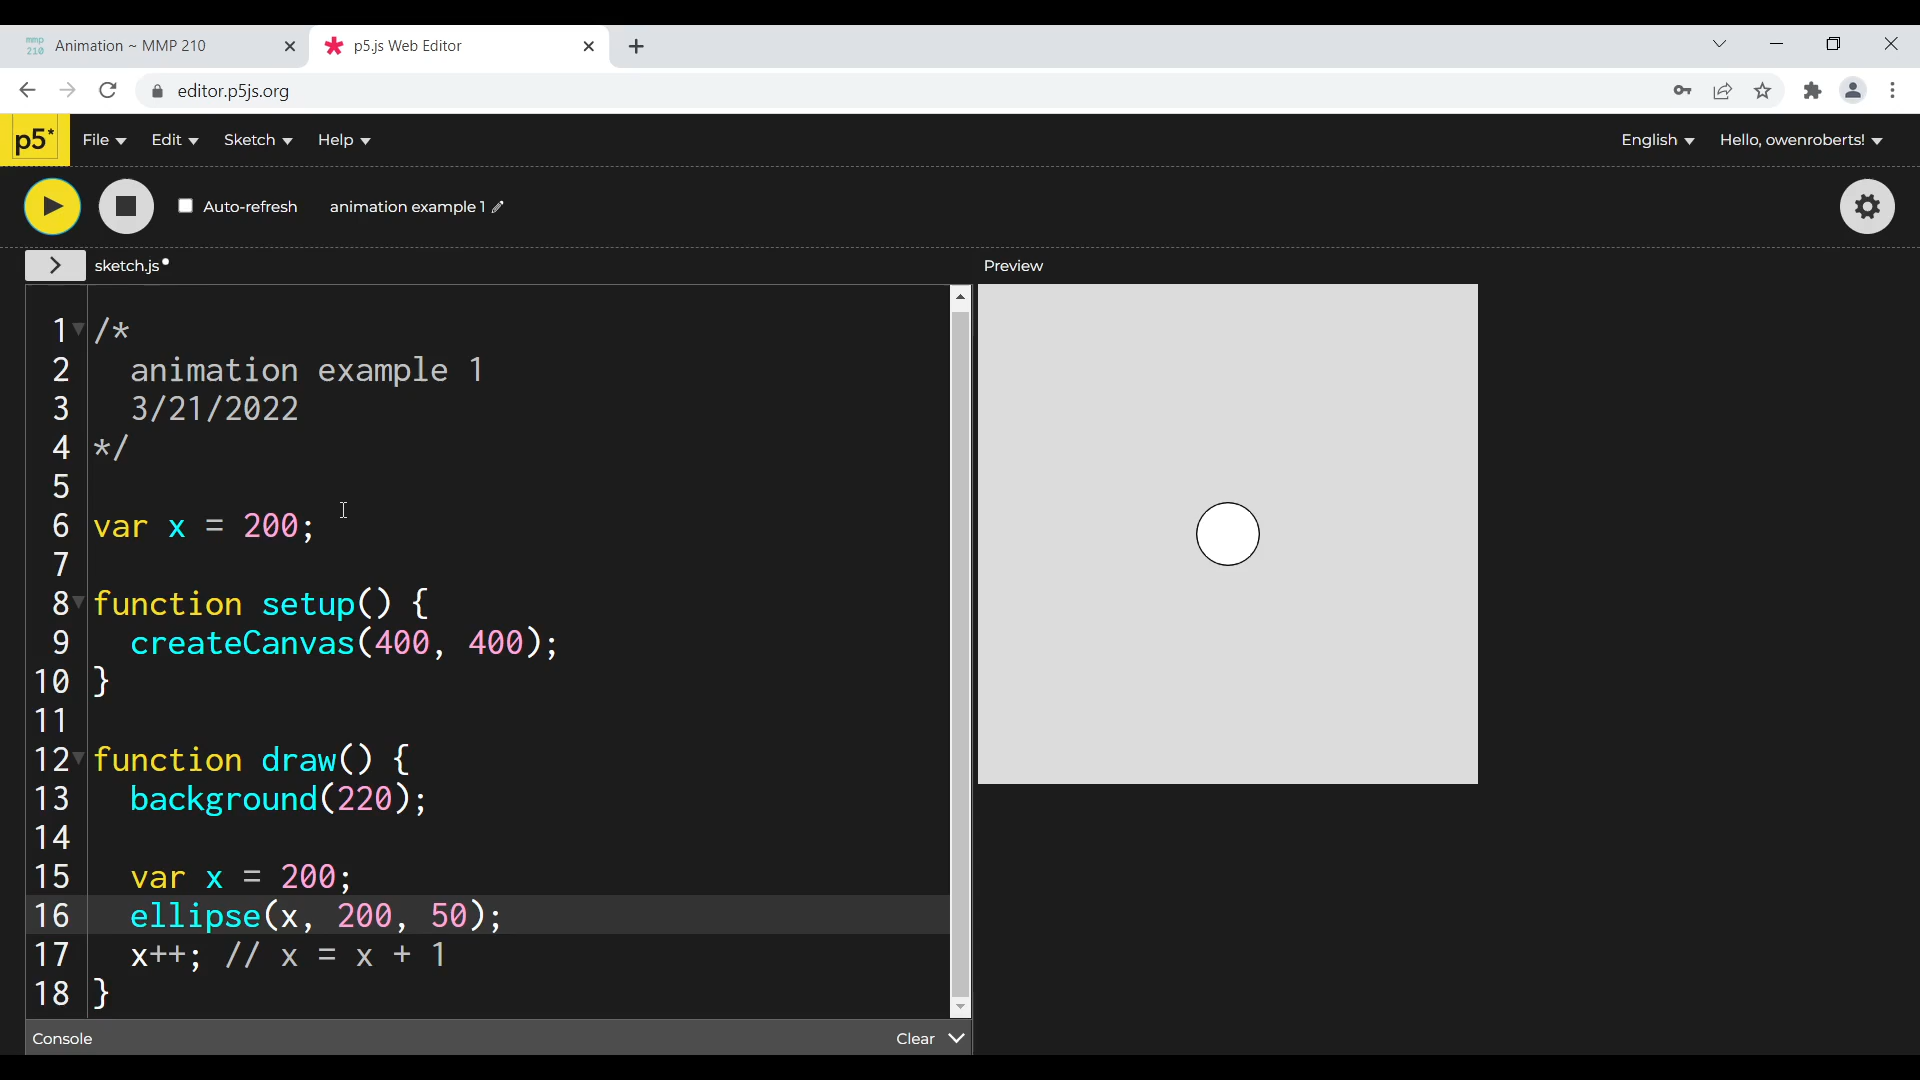 mmp 210 Animation ~ MMP 210 p5.js Web Editor
editor.p5js.org
p5* File Edit Sketch Help English Hello, owenroberts!
Auto-refresh animation example 1
sketch.js Preview
1 /*
2 animation example 1
3 3/21/2022
4 */
5
6 var x = 200;
7
8 function setup() {
9 createCanvas(400, 400);
10 }
11
12 function draw() {
13 background(220);
14
15 var x = 200;
16 ellipse(x, 200, 50);
17 x++; // x = x + 1
18 }
Console Clear